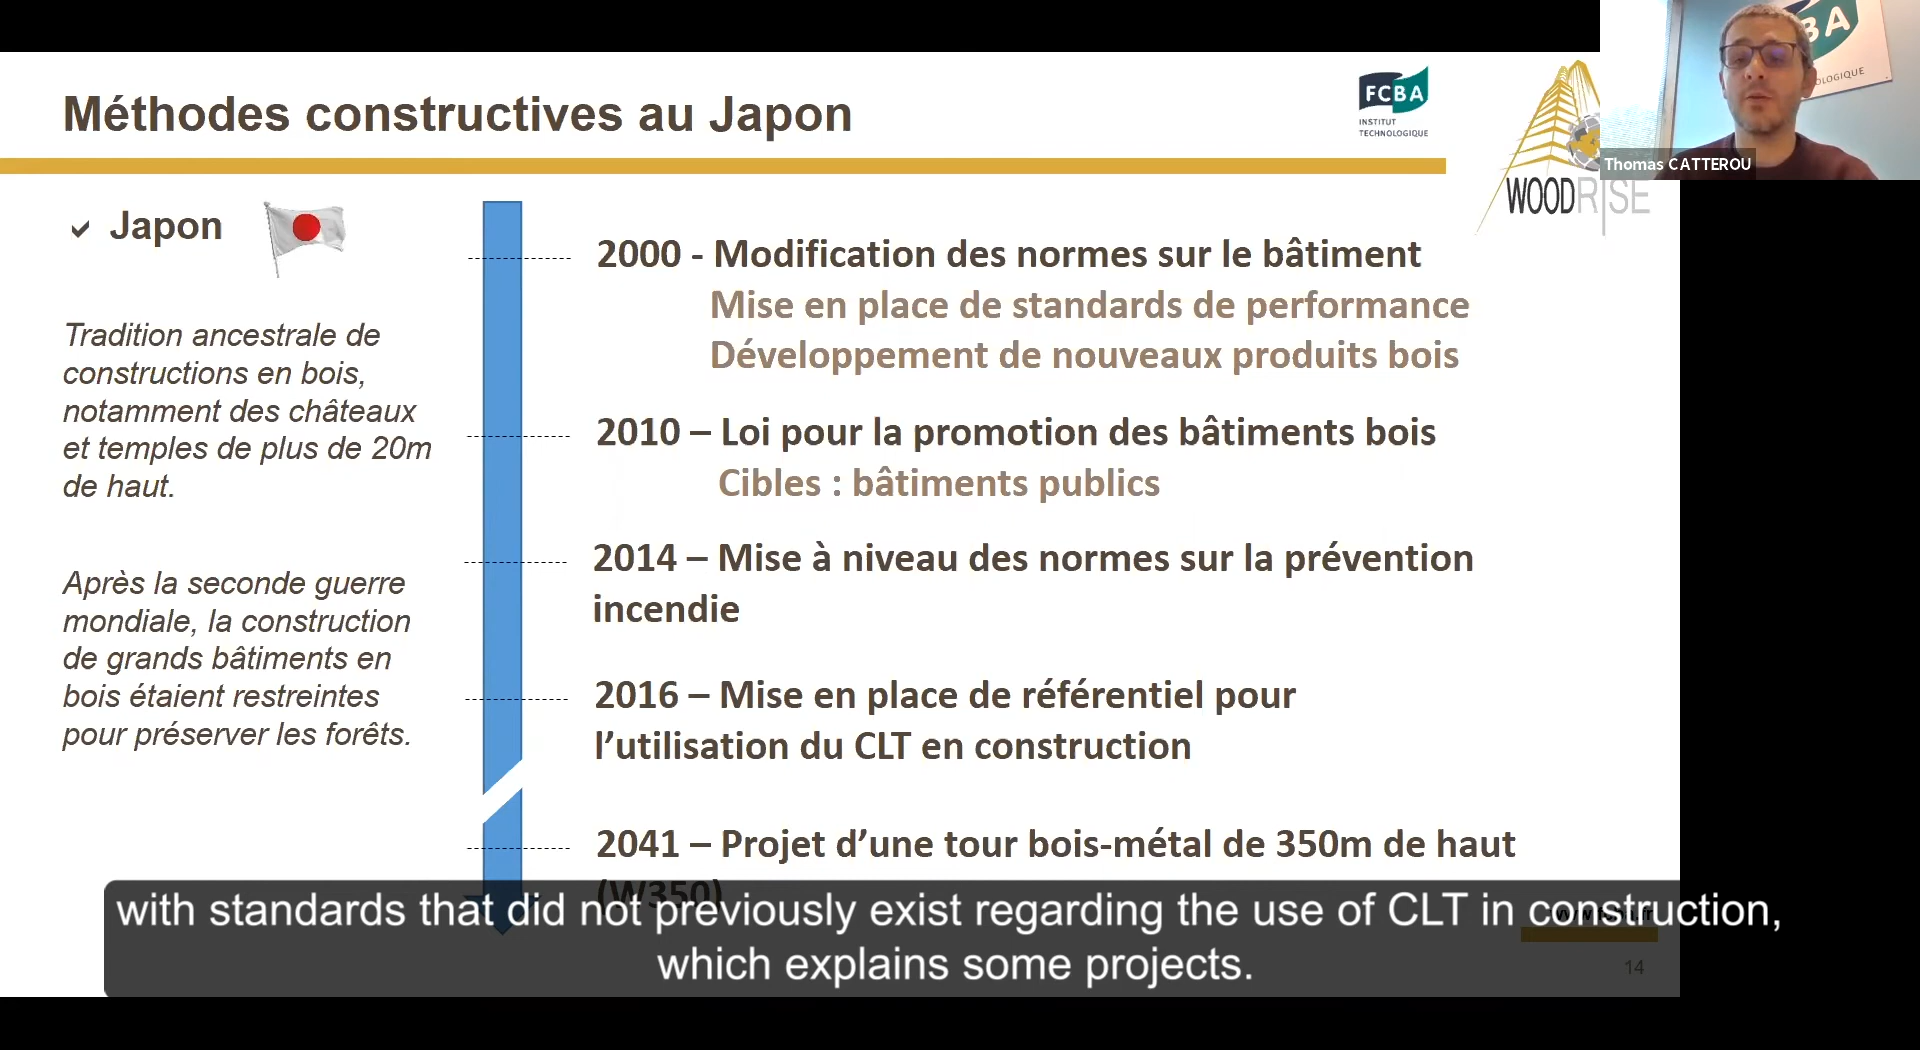 Méthodes constructives au Japon
FCBA
INSTITUT
TECHNOLOGIQUE
WOODRISE
BA
OLOGIQUE
Thomas CATTEROU
Japon
Tradition ancestrale de
constructions en bois,
notamment des châteaux
et temples de plus de 20m
de haut.
Après la seconde guerre
mondiale, la construction
de grands bâtiments en
bois étaient restreintes
pour préserver les forêts.
2000 - Modification des normes sur le bâtiment
Mise en place de standards de performance
Développement de nouveaux produits bois
2010 – Loi pour la promotion des bâtiments bois
Cibles : bâtiments publics
2014 – Mise à niveau des normes sur la prévention
incendie
2016 – Mise en place de référentiel pour
l’utilisation du CLT en construction
2041 – Projet d’une tour bois-métal de 350m de haut
(W350)
with standards that did not previously exist regarding the use of CLT in construction,
which explains some projects.
14